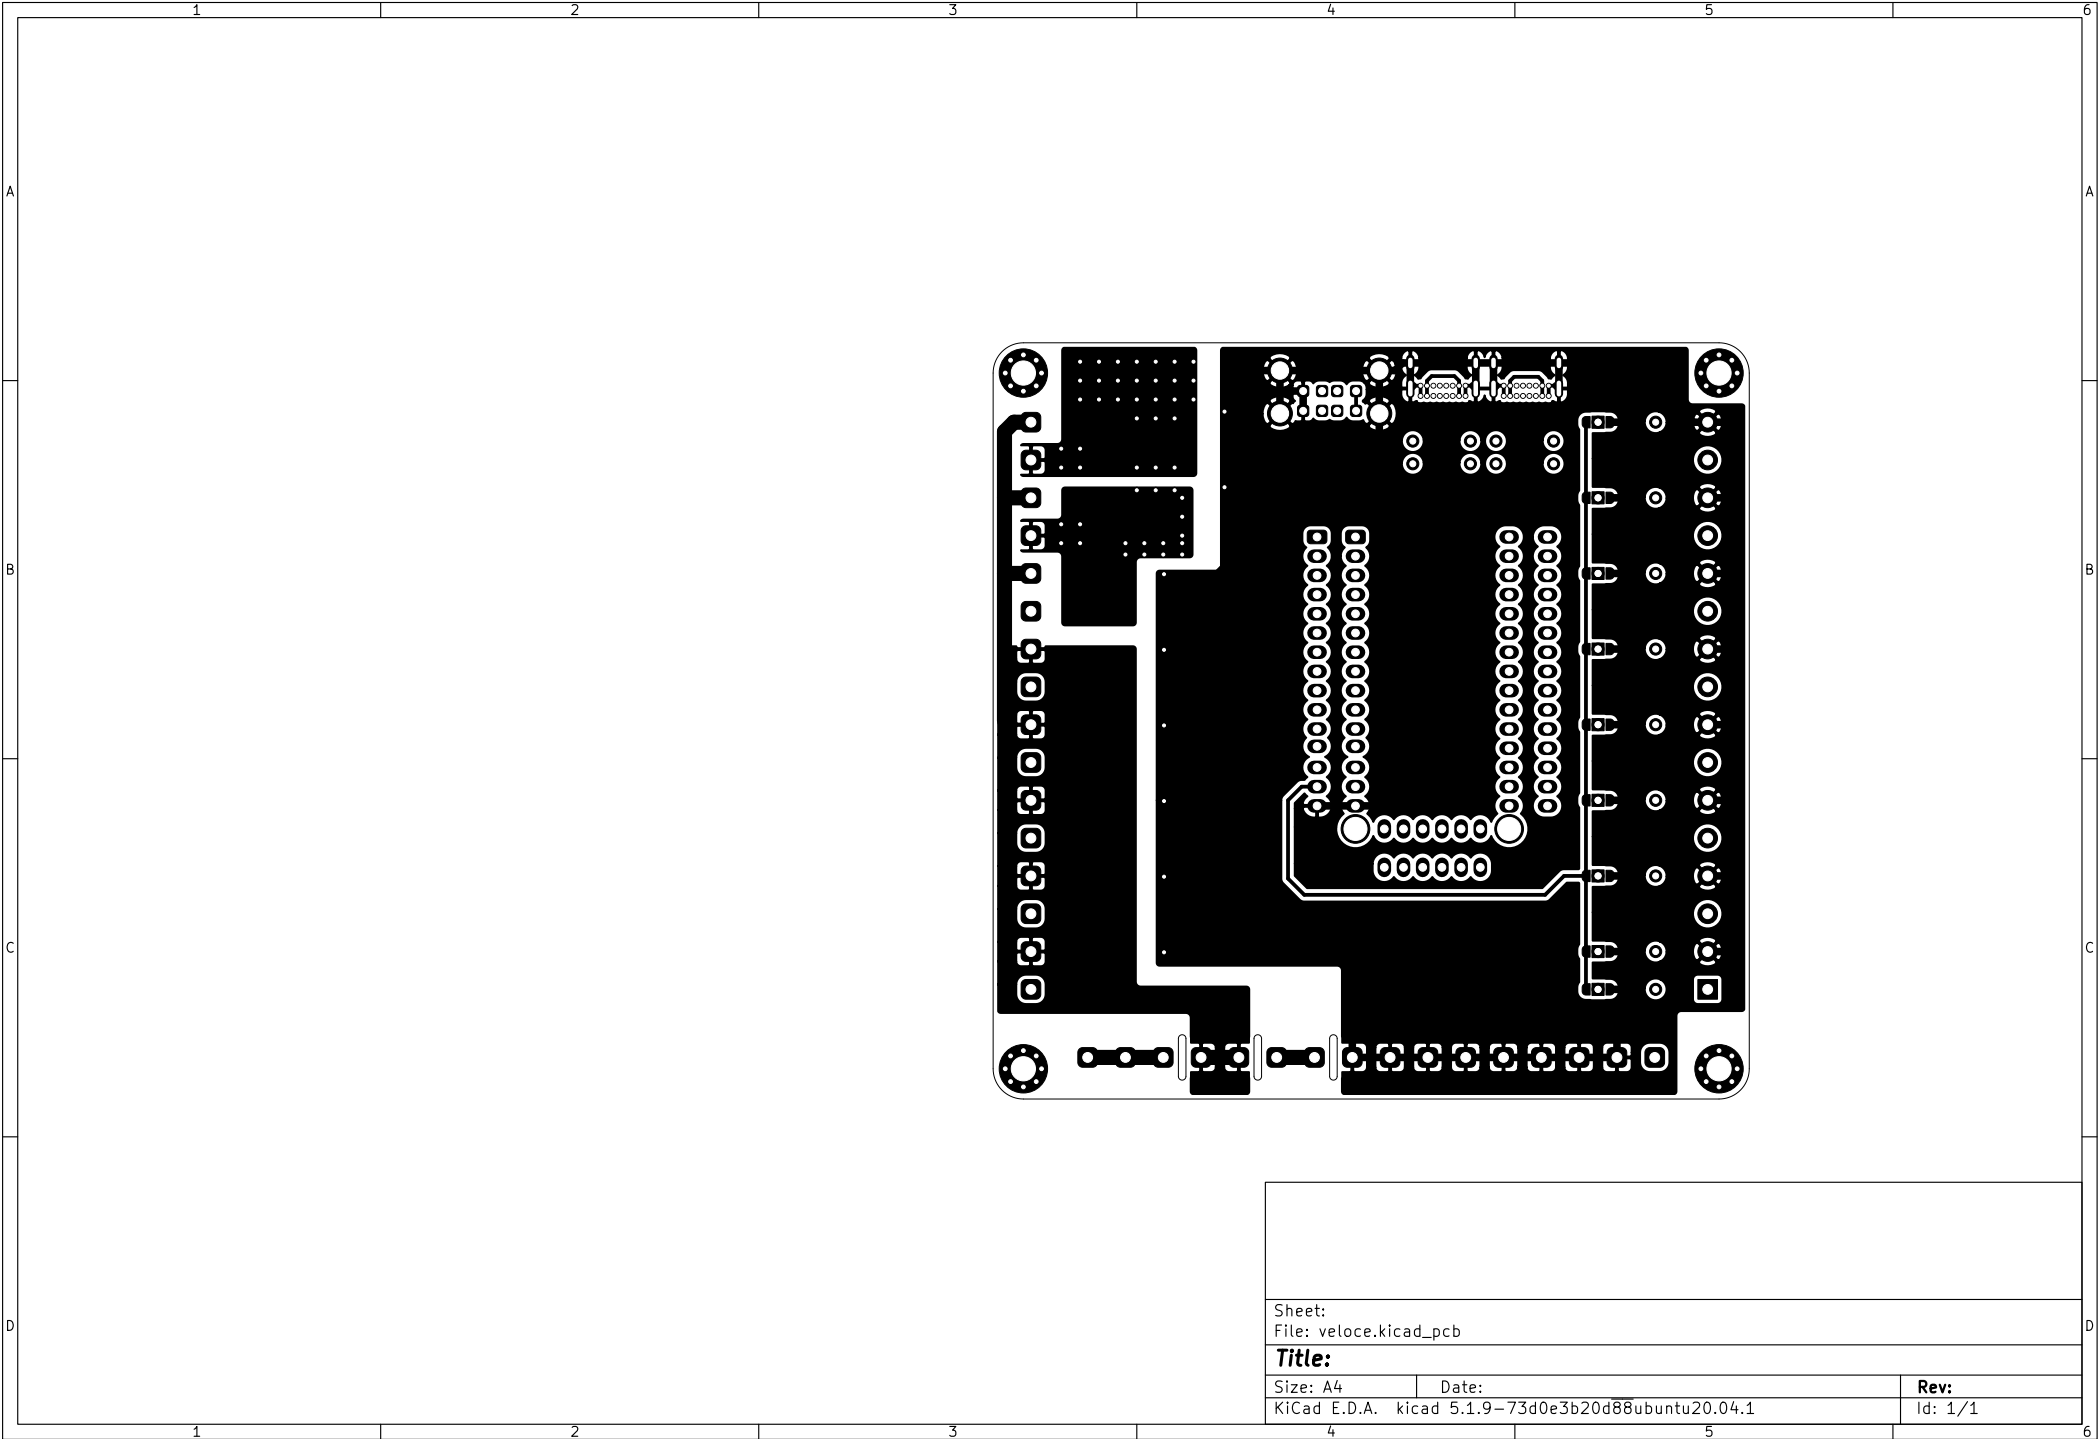 1 2 3 4 5 6
A A
B B
C C
D D
Sheet:
File: veloce.kicad_pcb
Title:
Size: A4 Date: Rev:
KiCad E.D.A. kicad 5.1.9-73d0e3b20d88ubuntu20.04.1 Id: 1/1
1 2 3 4 5 6